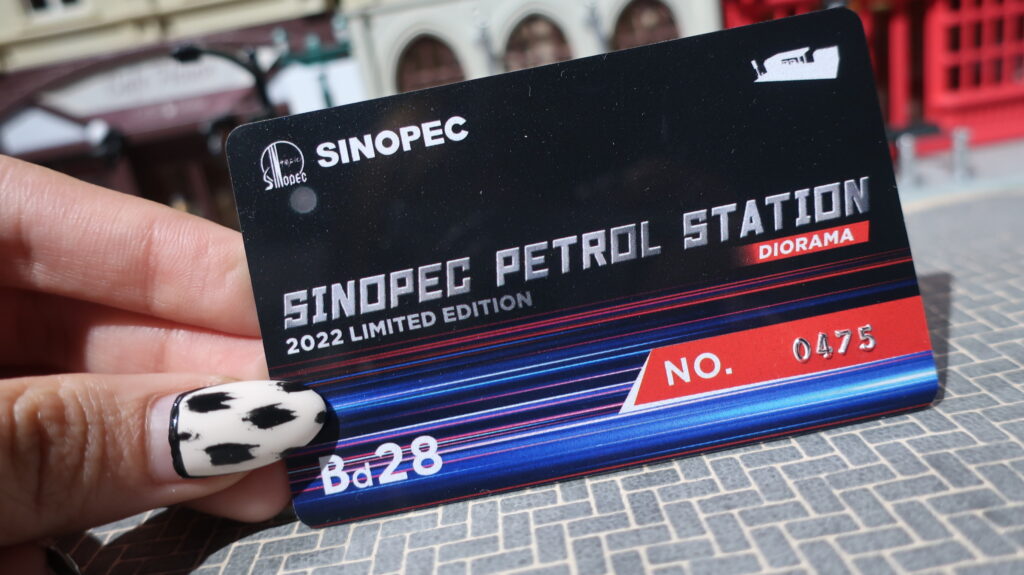 SINOPEC
SINOPEC PETROL STATION
DIORAMA
2022 LIMITED EDITION
NO. 0475
Bd28